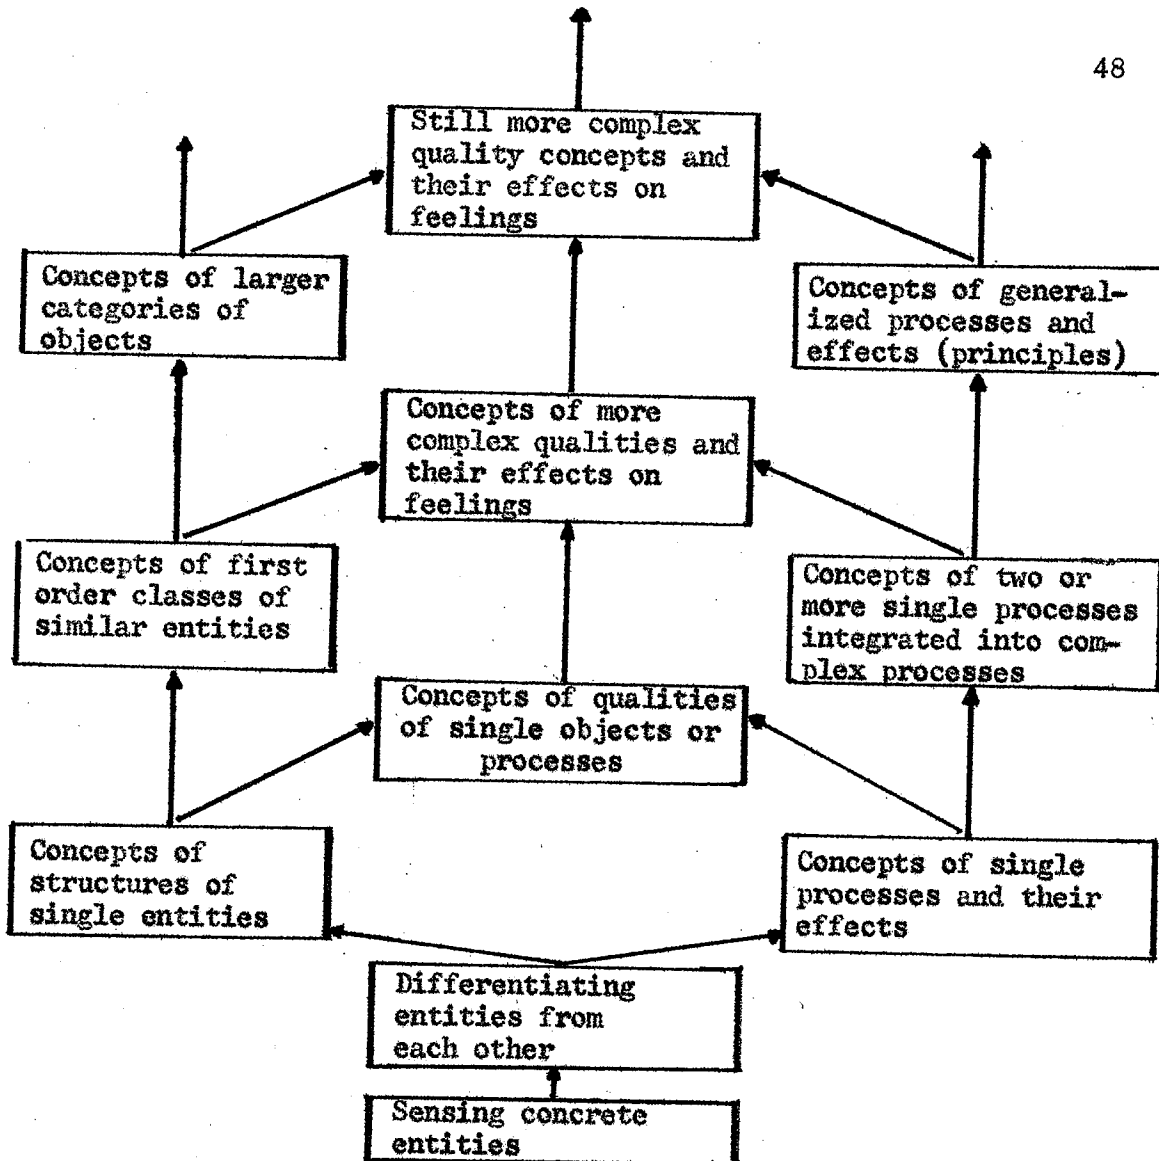 48
Still more complex
quality concepts and
their effects on
feelings
Concepts of larger
categories of
objects
Concepts of general-
ized processes and
effects (principles)
Concepts of more
complex qualities and
their effects on
feelings
Concepts of first
order classes of
similar entities
Concepts of two or
more single processes
integrated into com-
plex processes
Concepts of qualities
of single objects or
processes
Concepts of
structures of
single entities
Concepts of single
processes and their
effects
Differentiating
entities from
each other
Sensing concrete
entities